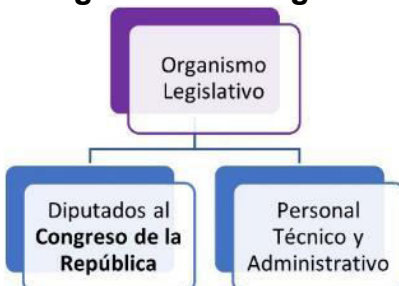 Organismo
Legislativo
Diputados al
Congreso de la
República
Personal
Técnico y
Administrativo